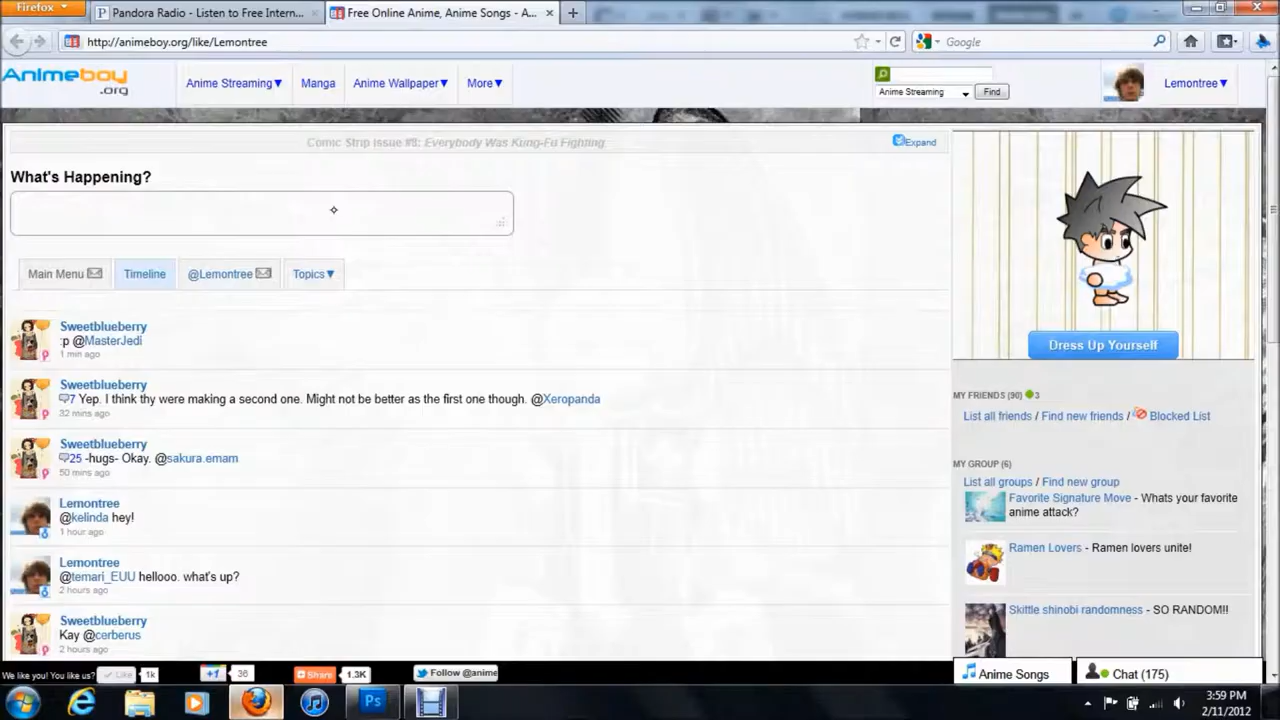 Firefox
Pandora Radio - Listen to Free Intern...
Free Online Anime, Anime Songs - A...
http://animeboy.org/like/Lemontree
Google
Animeboy .org
Anime Streaming▼ Manga Anime Wallpaper▼ More▼
Anime Streaming Find
Lemontree▼
Comic Strip Issue #8: Everybody Was Kung-Fu Fighting
Expand
What's Happening?
Main Menu Timeline @Lemontree Topics▼
Sweetblueberry
:p @MasterJedi
1 min ago
Sweetblueberry
7 Yep. I think thy were making a second one. Might not be better as the first one though. @Xeropanda
32 mins ago
Sweetblueberry
25 -hugs- Okay. @sakura.emam
50 mins ago
Lemontree
@kelinda hey!
1 hour ago
Lemontree
@temari_EUU hellooo. what's up?
2 hours ago
Sweetblueberry
Kay @cerberus
2 hours ago
Dress Up Yourself
MY FRIENDS (90) 3
List all friends / Find new friends / Blocked List
MY GROUP (6)
List all groups / Find new group
Favorite Signature Move - Whats your favorite
anime attack?
Ramen Lovers - Ramen lovers unite!
Skittle shinobi randomness - SO RANDOM!!
We like you! You like us? Like 1k +1 36 Share 1.3K Follow @anime
Anime Songs
Chat (175)
Ps
3:59 PM
2/11/2012